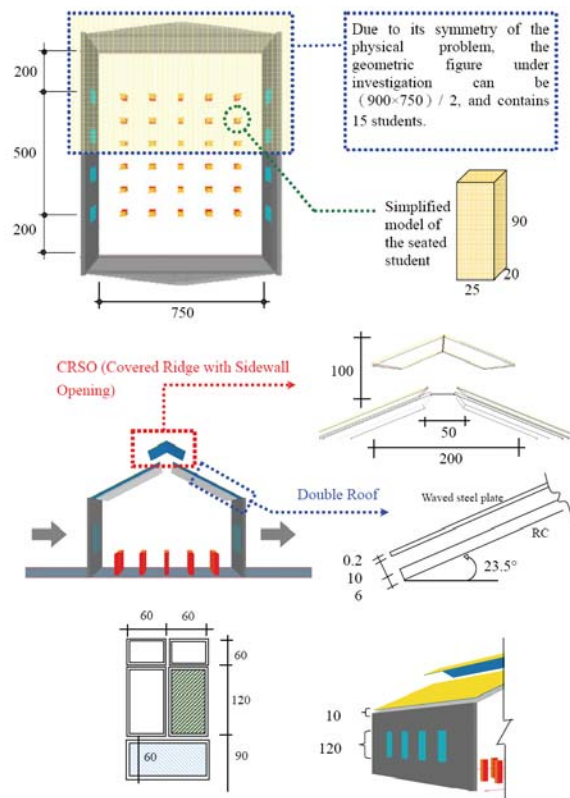 200
500
200
750
Due to its symmetry of the
physical problem, the
geometric figure under
investigation can be
(900×750) / 2, and contains
15 students.
Simplified
model of
the seated
student
90
20
25
CRSO (Covered Ridge with Sidewall
Opening)
100
50
200
Double Roof
Waved steel plate
RC
0.2
10
6
23.5°
60
60
60
120
90
60
10
120